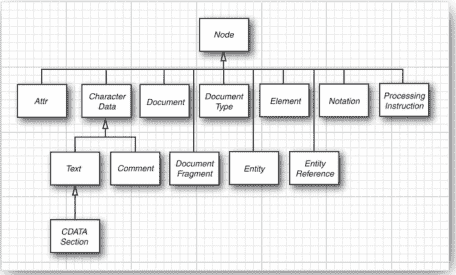 Node
Attr
Character
Data
Document
Document
Type
Element
Notation
Processing
Instruction
Text
Comment
Document
Fragment
Entity
Entity
Reference
CDATA
Section